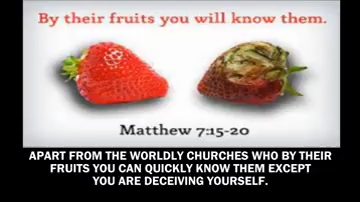 By their fruits you will know them.
Matthew 7:15-20
APART FROM THE WORLDLY CHURCHES WHO BY THEIR
FRUITS YOU CAN QUICKLY KNOW THEM EXCEPT
YOU ARE DECEIVING YOURSELF.